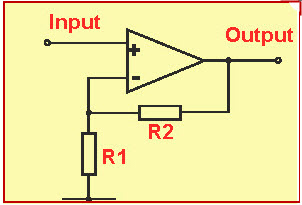 Input
Output
+
-
R2
R1